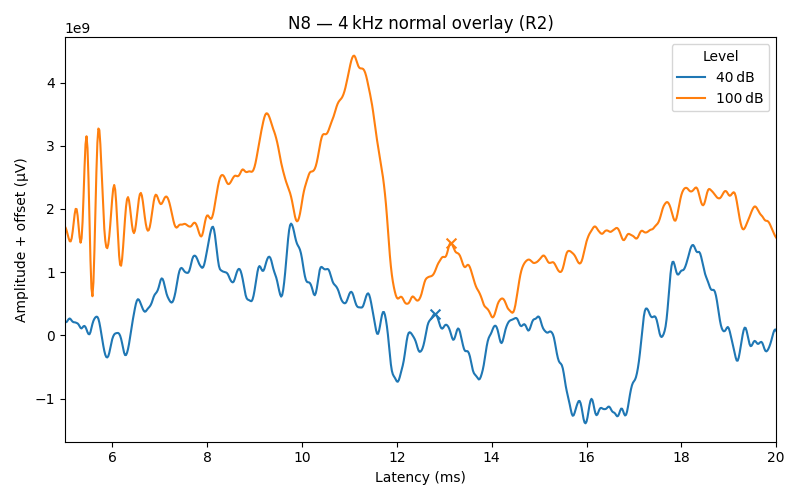 N8 — 4 kHz normal overlay (R2)
1e9
Level
40 dB
100 dB
4
3
2
1
0
−1
Amplitude + offset (µV)
6 8 10 12 14 16 18 20
Latency (ms)